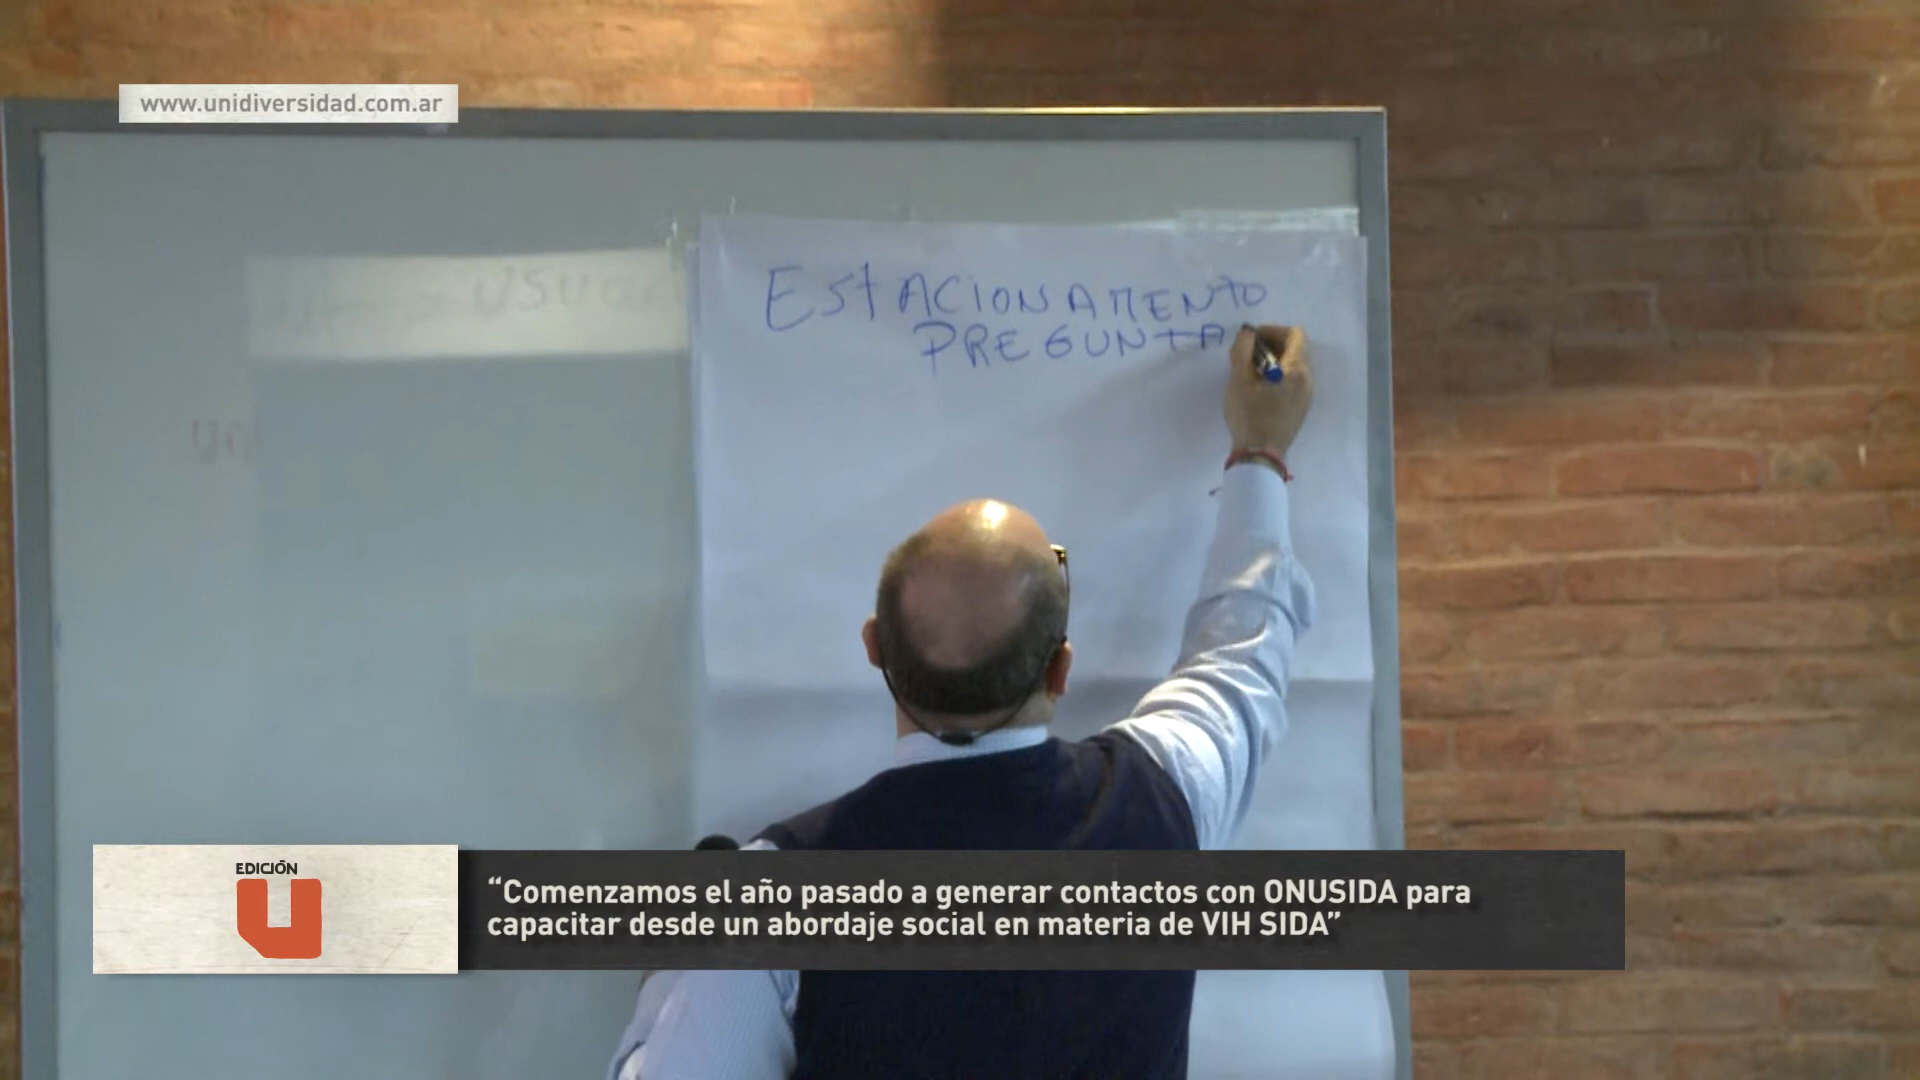 www.unidiversidad.com.ar
EstACIONAMENTO
PREGUNTA
EDICIÓN
U
“Comenzamos el año pasado a generar contactos con ONUSIDA para
capacitar desde un abordaje social en materia de VIH SIDA”